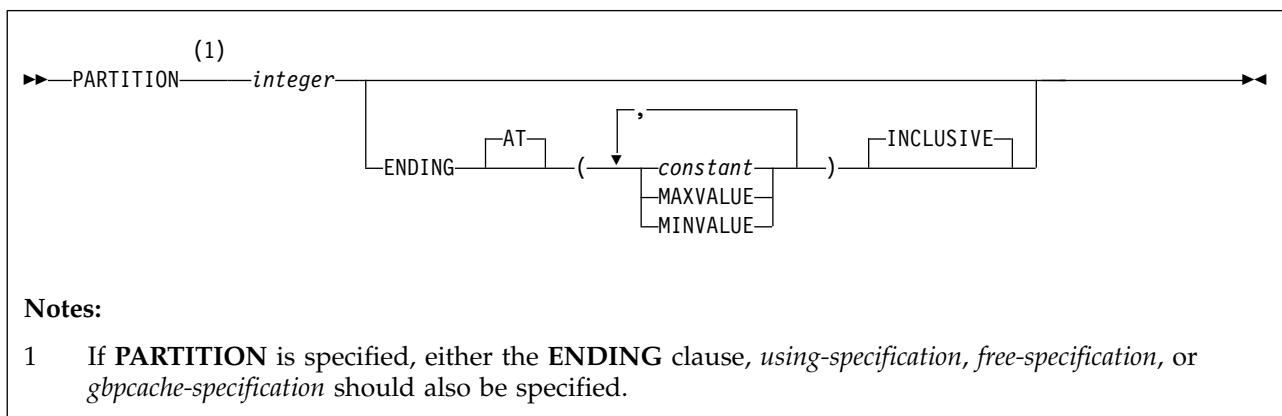 (1)
PARTITION integer
,
AT INCLUSIVE
ENDING ( constant )
MAXVALUE
MINVALUE
Notes:
1 If PARTITION is specified, either the ENDING clause, using-specification, free-specification, or
gbpcache-specification should also be specified.